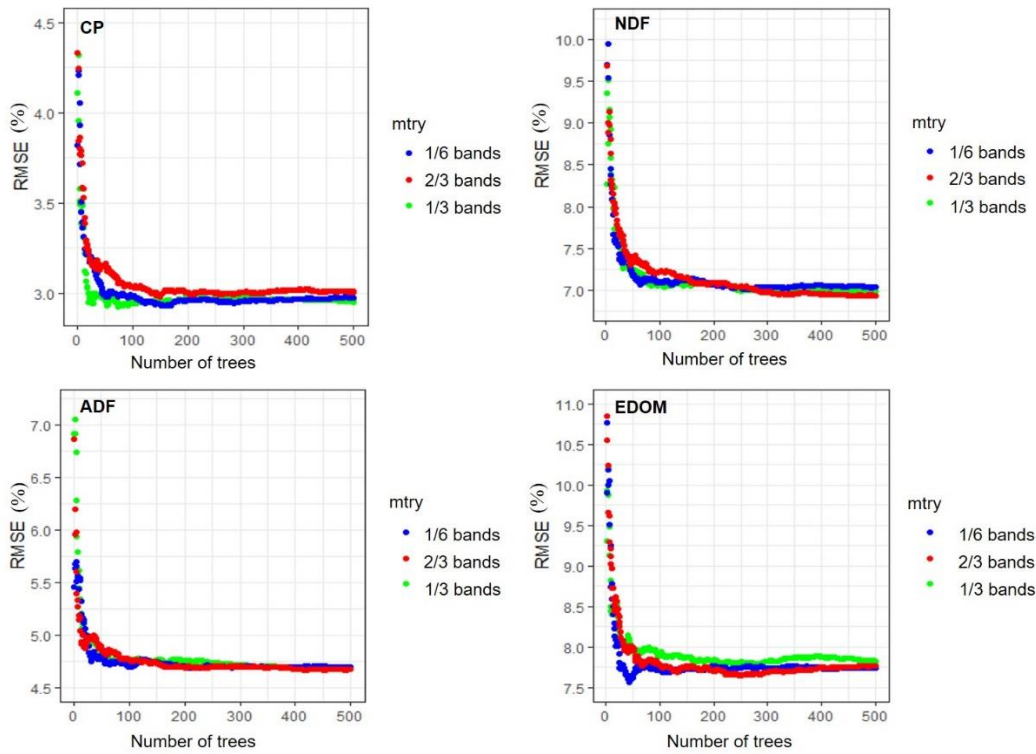 CP
RMSE (%)
4.5
4.0
3.5
3.0
0 100 200 300 400 500
Number of trees
mtry
1/6 bands
2/3 bands
1/3 bands
NDF
RMSE (%)
10.0
9.5
9.0
8.5
8.0
7.5
7.0
0 100 200 300 400 500
Number of trees
mtry
1/6 bands
2/3 bands
1/3 bands
ADF
RMSE (%)
7.0
6.5
6.0
5.5
5.0
4.5
0 100 200 300 400 500
Number of trees
mtry
1/6 bands
2/3 bands
1/3 bands
EDOM
RMSE (%)
11.0
10.5
10.0
9.5
9.0
8.5
8.0
7.5
0 100 200 300 400 500
Number of trees
mtry
1/6 bands
2/3 bands
1/3 bands